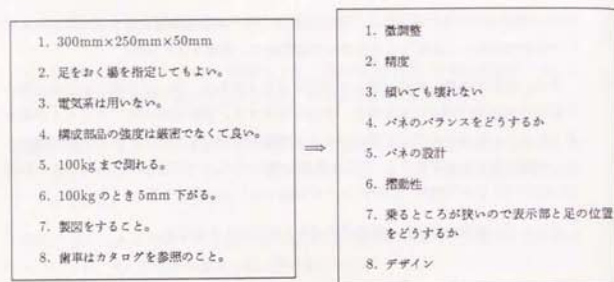 1. 300mm×250mm×50mm
2. 足をおく場を指定してもよい。
3. 電気系は用いない。
4. 構成部品の強度は厳密でなくて良い。
5. 100kg まで測れる。
6. 100kg のとき 5mm 下がる。
7. 製図をすること。
8. 歯車はカタログを参照のこと。
⇒
1. 微調整
2. 精度
3. 傾いても壊れない
4. バネのバランスをどうするか
5. バネの設計
6. 摺動性
7. 乗るところが狭いので表示部と足の位置
をどうするか
8. デザイン